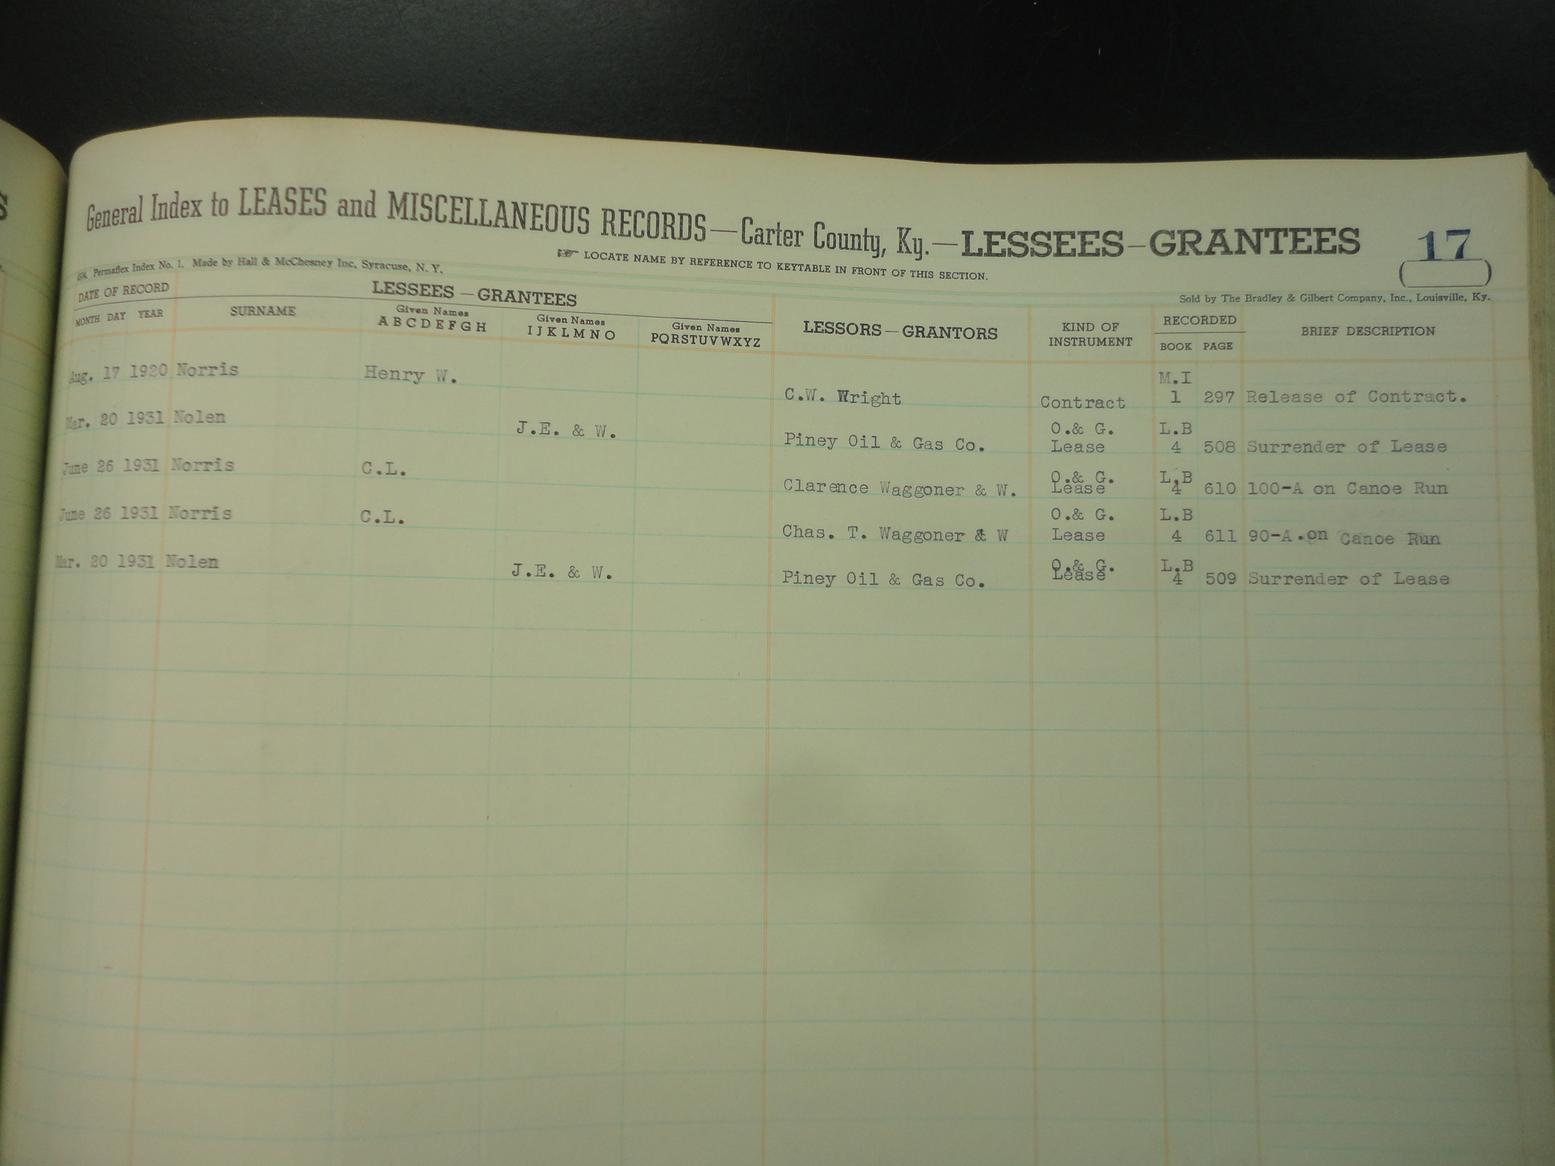 General Index to LEASES and MISCELLANEOUS RECORDS—Carter County, Ky.—LESSEES–GRANTEES 17
☞ LOCATE NAME BY REFERENCE TO KEYTABLE IN FRONT OF THIS SECTION.
Permaflex Index No. 1. Made by Hall & McChesney Inc, Syracuse, N. Y.
Sold by The Bradley & Gilbert Company, Inc., Louisville, Ky.
DATE OF RECORD LESSEES – GRANTEES LESSORS – GRANTORS KIND OF INSTRUMENT RECORDED BRIEF DESCRIPTION
MONTH DAY YEAR SURNAME Given Names ABCDEFGH Given Names IJKLMNO Given Names PQRSTUVWXYZ BOOK PAGE
Aug. 17 1920 Norris Henry W. M.I
C.W. Wright Contract 1 297 Release of Contract.
Mar. 20 1931 Nolen J.E. & W. O.& G. L.B
Piney Oil & Gas Co. Lease 4 508 Surrender of Lease
June 26 1931 Norris C.L. O.& G. L.B
Clarence Waggoner & W. Lease 4 610 100-A on Canoe Run
June 26 1931 Norris C.L. O.& G. L.B
Chas. T. Waggoner & W Lease 4 611 90-A.on Canoe Run
Mar. 20 1931 Nolen J.E. & W. O.& G. L.B
Piney Oil & Gas Co. Lease 4 509 Surrender of Lease